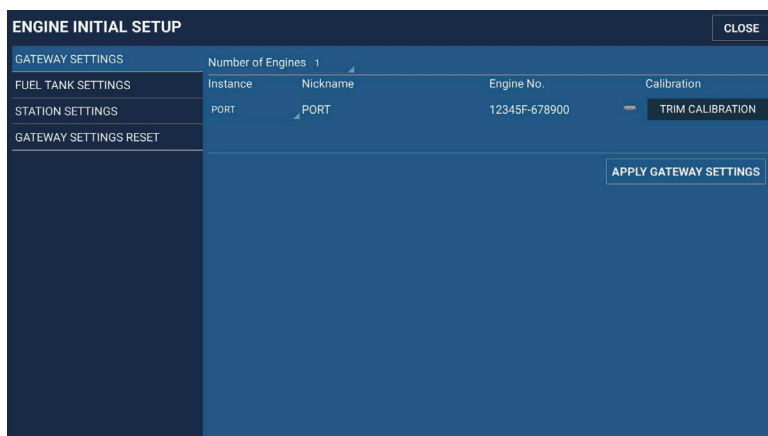 ENGINE INITIAL SETUP
CLOSE
GATEWAY SETTINGS
FUEL TANK SETTINGS
STATION SETTINGS
GATEWAY SETTINGS RESET
Number of Engines 1
Instance Nickname Engine No. Calibration
PORT PORT 12345F-678900 TRIM CALIBRATION
APPLY GATEWAY SETTINGS